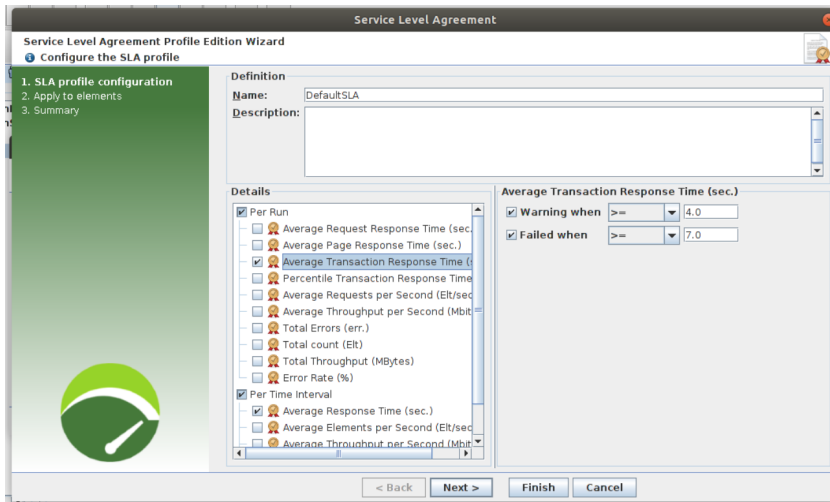 Service Level Agreement
Service Level Agreement Profile Edition Wizard
Configure the SLA profile
1. SLA profile configuration
2. Apply to elements
3. Summary
Definition
Name: DefaultSLA
Description:
Details
Per Run
Average Request Response Time (sec.
Average Page Response Time (sec.)
Average Transaction Response Time (
Percentile Transaction Response Time
Average Requests per Second (Elt/sec
Average Throughput per Second (Mbit
Total Errors (err.)
Total count (Elt)
Total Throughput (MBytes)
Error Rate (%)
Per Time Interval
Average Response Time (sec.)
Average Elements per Second (Elt/sec
Average Throughput per Second (Mbit
Average Transaction Response Time (sec.)
Warning when >= 4.0
Failed when >= 7.0
< Back Next > Finish Cancel